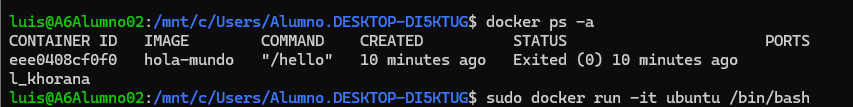 luis@A6Alumno02:/mnt/c/Users/Alumno.DESKTOP-DI5KTUG$ docker ps -a
CONTAINER ID   IMAGE        COMMAND    CREATED          STATUS                      PORTS
eee0408cf0f0   hola-mundo   "/hello"   10 minutes ago   Exited (0) 10 minutes ago
l_khorana
luis@A6Alumno02:/mnt/c/Users/Alumno.DESKTOP-DI5KTUG$ sudo docker run -it ubuntu /bin/bash